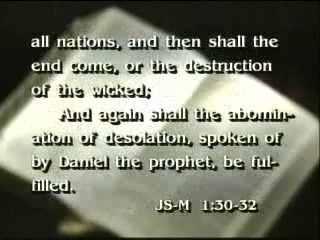 all nations, and then shall the
end come, or the destruction
of the wicked;
And again shall the abomin-
ation of desolation, spoken of
by Daniel the prophet, be ful-
filled.
JS-M 1:30-32